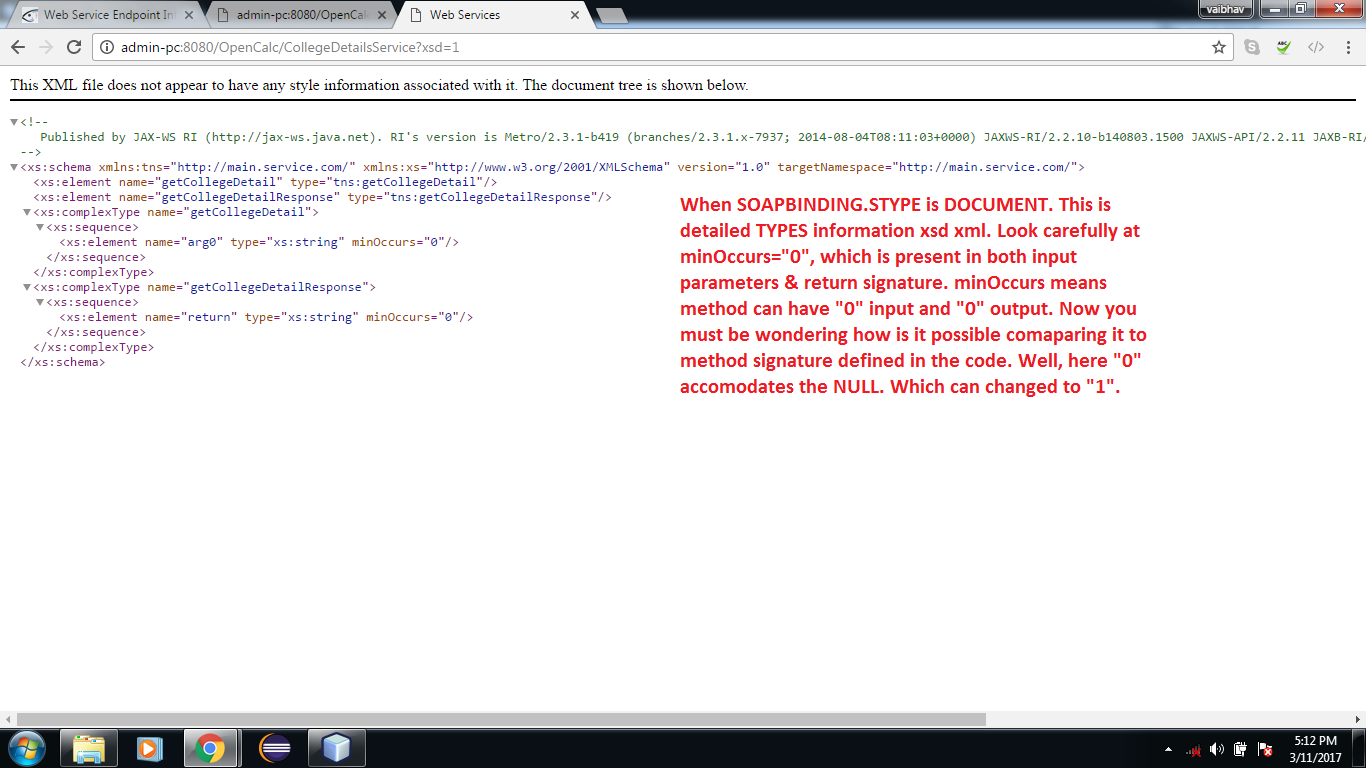 Web Service Endpoint In
admin-pc:8080/OpenCalc
Web Services
vaibhav
admin-pc:8080/OpenCalc/CollegeDetailsService?xsd=1
ABC
This XML file does not appear to have any style information associated with it. The document tree is shown below.
<!--
Published by JAX-WS RI (http://jax-ws.java.net). RI's version is Metro/2.3.1-b419 (branches/2.3.1.x-7937; 2014-08-04T08:11:03+0000) JAXWS-RI/2.2.10-b140803.1500 JAXWS-API/2.2.11 JAXB-RI/
-->
<xs:schema xmlns:tns="http://main.service.com/" xmlns:xs="http://www.w3.org/2001/XMLSchema" version="1.0" targetNamespace="http://main.service.com/">
<xs:element name="getCollegeDetail" type="tns:getCollegeDetail"/>
<xs:element name="getCollegeDetailResponse" type="tns:getCollegeDetailResponse"/>
<xs:complexType name="getCollegeDetail">
<xs:sequence>
<xs:element name="arg0" type="xs:string" minOccurs="0"/>
</xs:sequence>
</xs:complexType>
<xs:complexType name="getCollegeDetailResponse">
<xs:sequence>
<xs:element name="return" type="xs:string" minOccurs="0"/>
</xs:sequence>
</xs:complexType>
</xs:schema>
When SOAPBINDING.STYPE is DOCUMENT. This is
detailed TYPES information xsd xml. Look carefully at
minOccurs="0", which is present in both input
parameters & return signature. minOccurs means
method can have "0" input and "0" output. Now you
must be wondering how is it possible comaparing it to
method signature defined in the code. Well, here "0"
accomodates the NULL. Which can changed to "1".
5:12 PM
3/11/2017